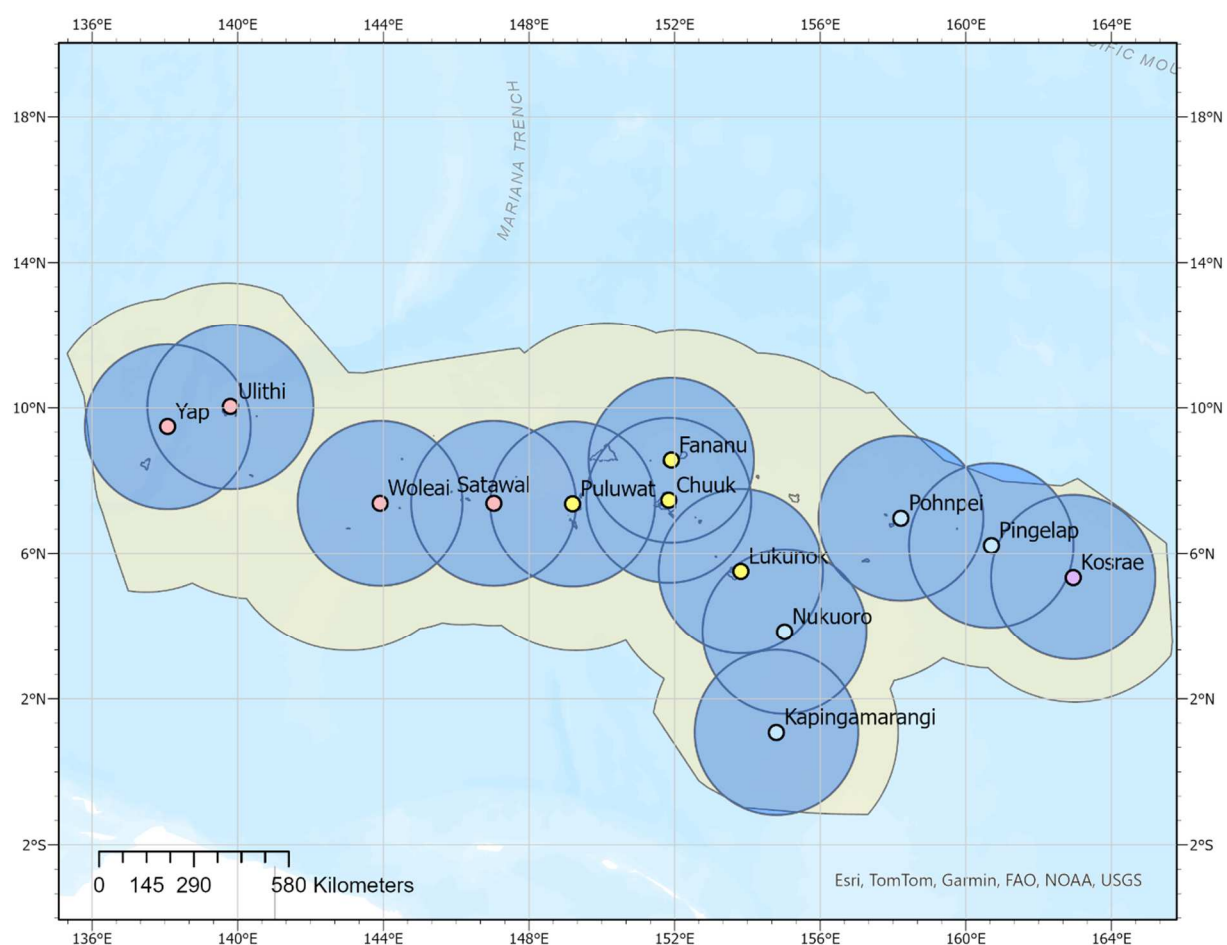 136°E 140°E 144°E 148°E 152°E 156°E 160°E 164°E
18°N 18°N
MARIANA TRENCH
14°N 14°N
10°N 10°N
Ulithi
Yap
Fananu
Woleai Satawal Puluwat Chuuk
Pohnpei
Pingelap
6°N 6°N
Lukunok Kosrae
Nukuoro
2°N 2°N
Kapingamarangi
2°S 2°S
0 145 290 580 Kilometers
Esri, TomTom, Garmin, FAO, NOAA, USGS
136°E 140°E 144°E 148°E 152°E 156°E 160°E 164°E